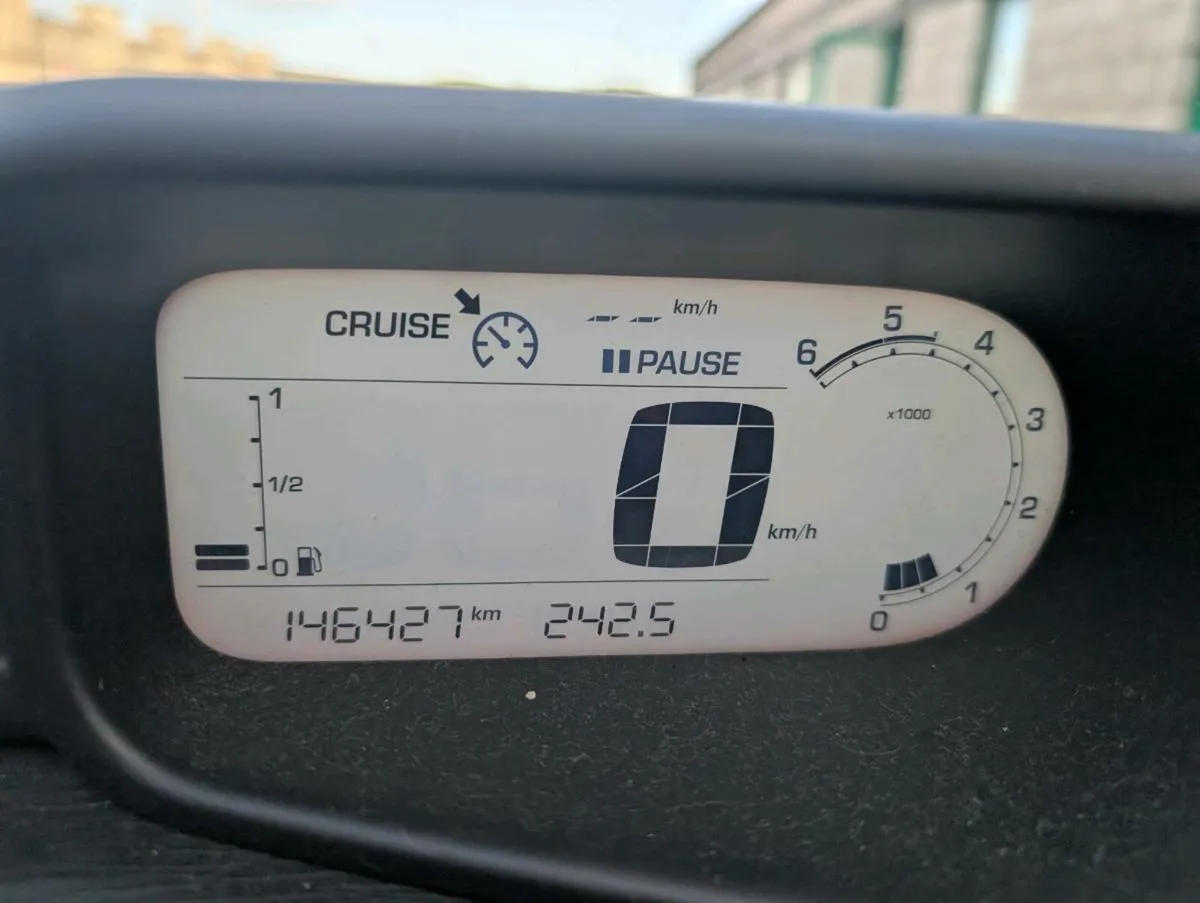 CRUISE -- -- km/h
PAUSE
1
1/2
0
0 km/h
6 5 4 3 2 1 0
x1000
146427 km 242.5